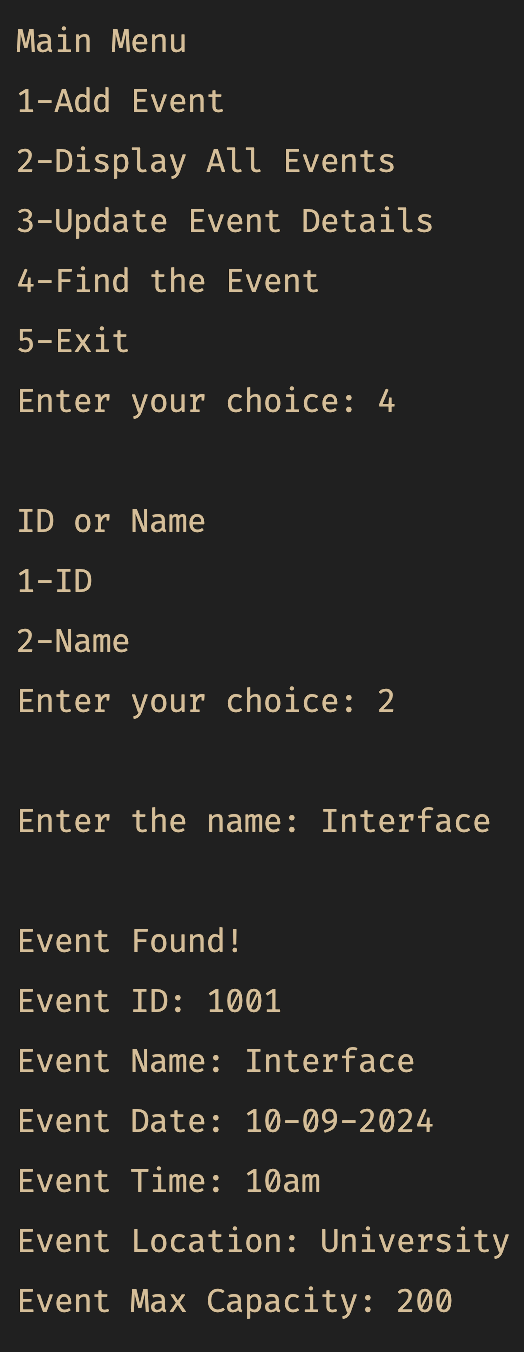 Main Menu
1-Add Event
2-Display All Events
3-Update Event Details
4-Find the Event
5-Exit
Enter your choice: 4
ID or Name
1-ID
2-Name
Enter your choice: 2
Enter the name: Interface
Event Found!
Event ID: 1001
Event Name: Interface
Event Date: 10-09-2024
Event Time: 10am
Event Location: University
Event Max Capacity: 200